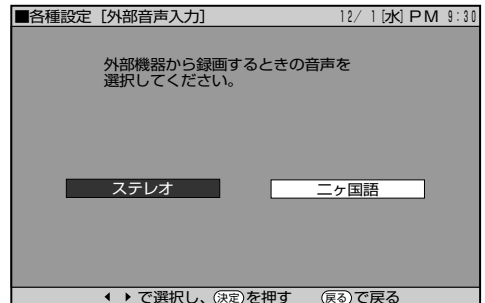 ■各種設定［外部音声入力］ 12/ 1［水］PM 9:30
外部機器から録画するときの音声を
選択してください。
ステレオ 二ヶ国語
で選択し、決定を押す 戻るで戻る